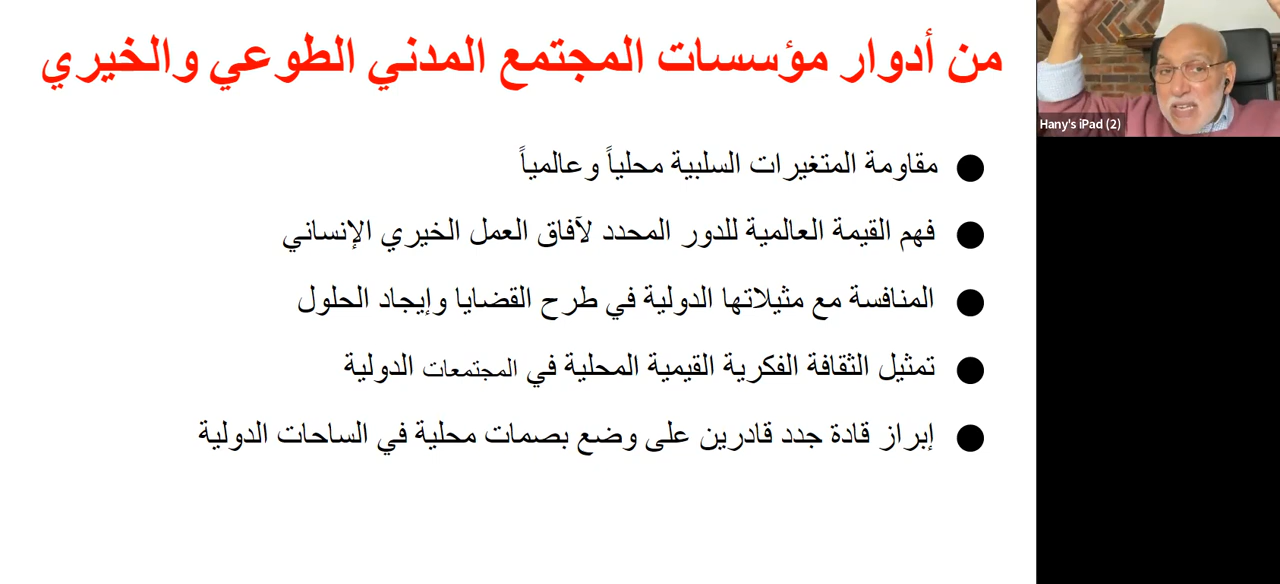 من أدوار مؤسسات المجتمع المدني الطوعي والخيري
Hany's iPad (2)
● مقاومة المتغيرات السلبية محلياً وعالمياً
● فهم القيمة العالمية للدور المحدد لآفاق العمل الخيري الإنساني
● المنافسة مع مثيلاتها الدولية في طرح القضايا وإيجاد الحلول
● تمثيل الثقافة الفكرية القيمية المحلية في المجتمعات الدولية
● إبراز قادة جدد قادرين على وضع بصمات محلية في الساحات الدولية